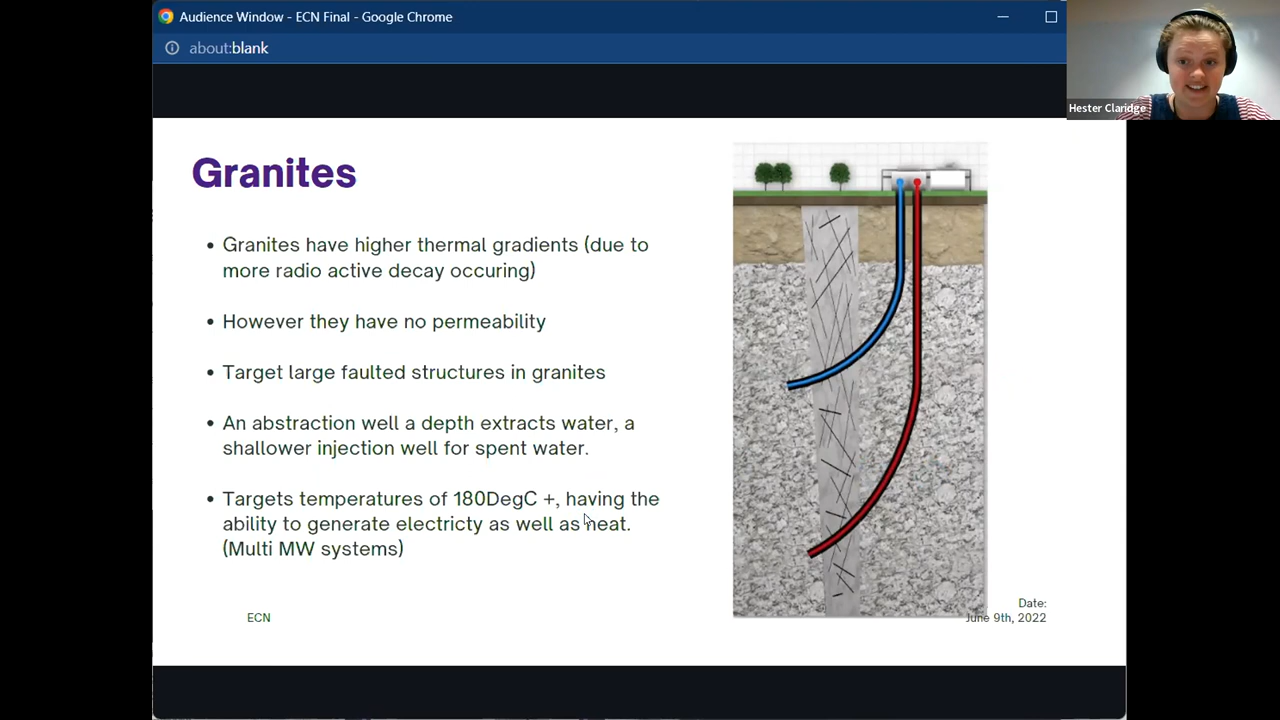 Audience Window - ECN Final - Google Chrome
about:blank
Hester Claridge
Granites
• Granites have higher thermal gradients (due to
more radio active decay occuring)
• However they have no permeability
• Target large faulted structures in granites
• An abstraction well a depth extracts water, a
shallower injection well for spent water.
• Targets temperatures of 180DegC +, having the
ability to generate electricty as well as heat.
(Multi MW systems)
ECN
Date:
June 9th, 2022